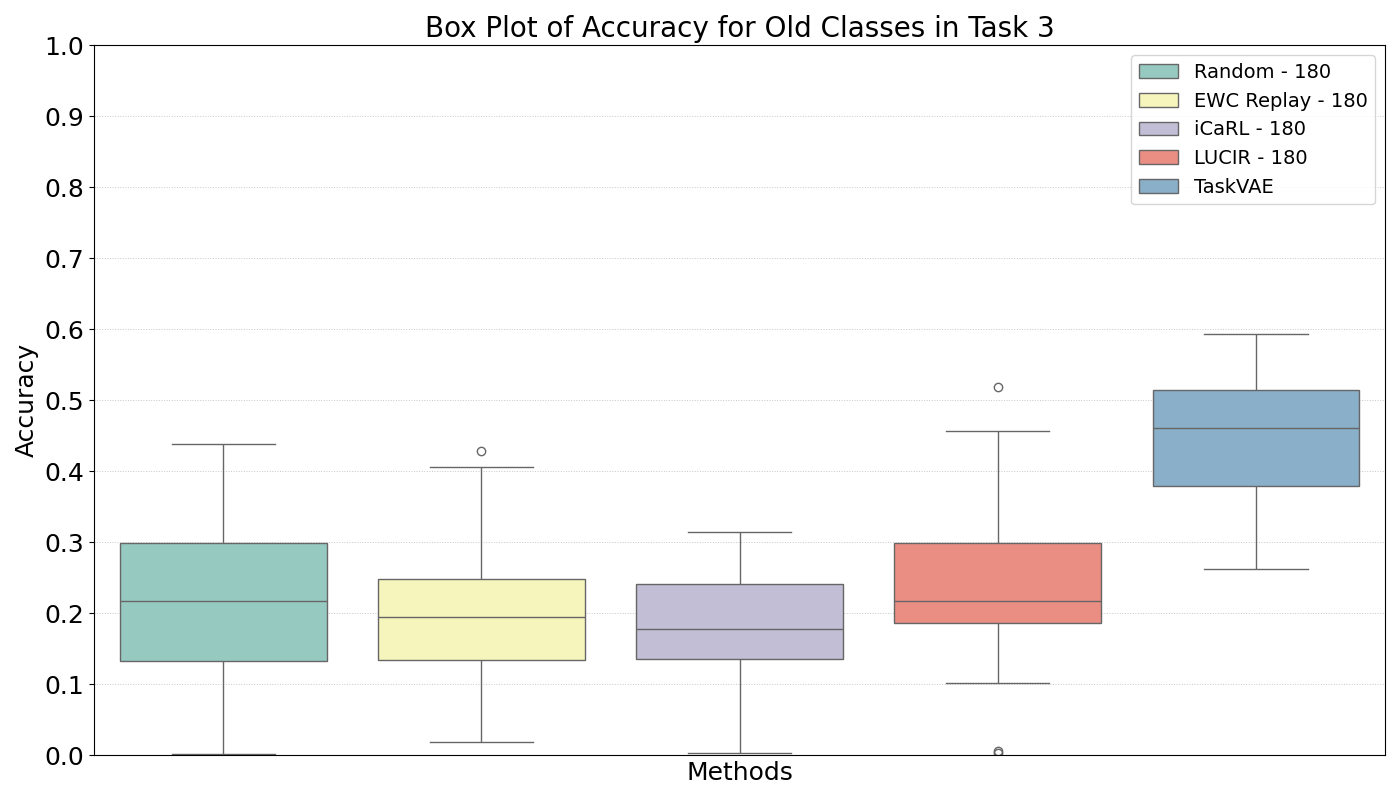 Box Plot of Accuracy for Old Classes in Task 3
1.0
0.9
0.8
0.7
0.6
0.5
0.4
0.3
0.2
0.1
0.0
Accuracy
Methods
Random - 180
EWC Replay - 180
iCaRL - 180
LUCIR - 180
TaskVAE